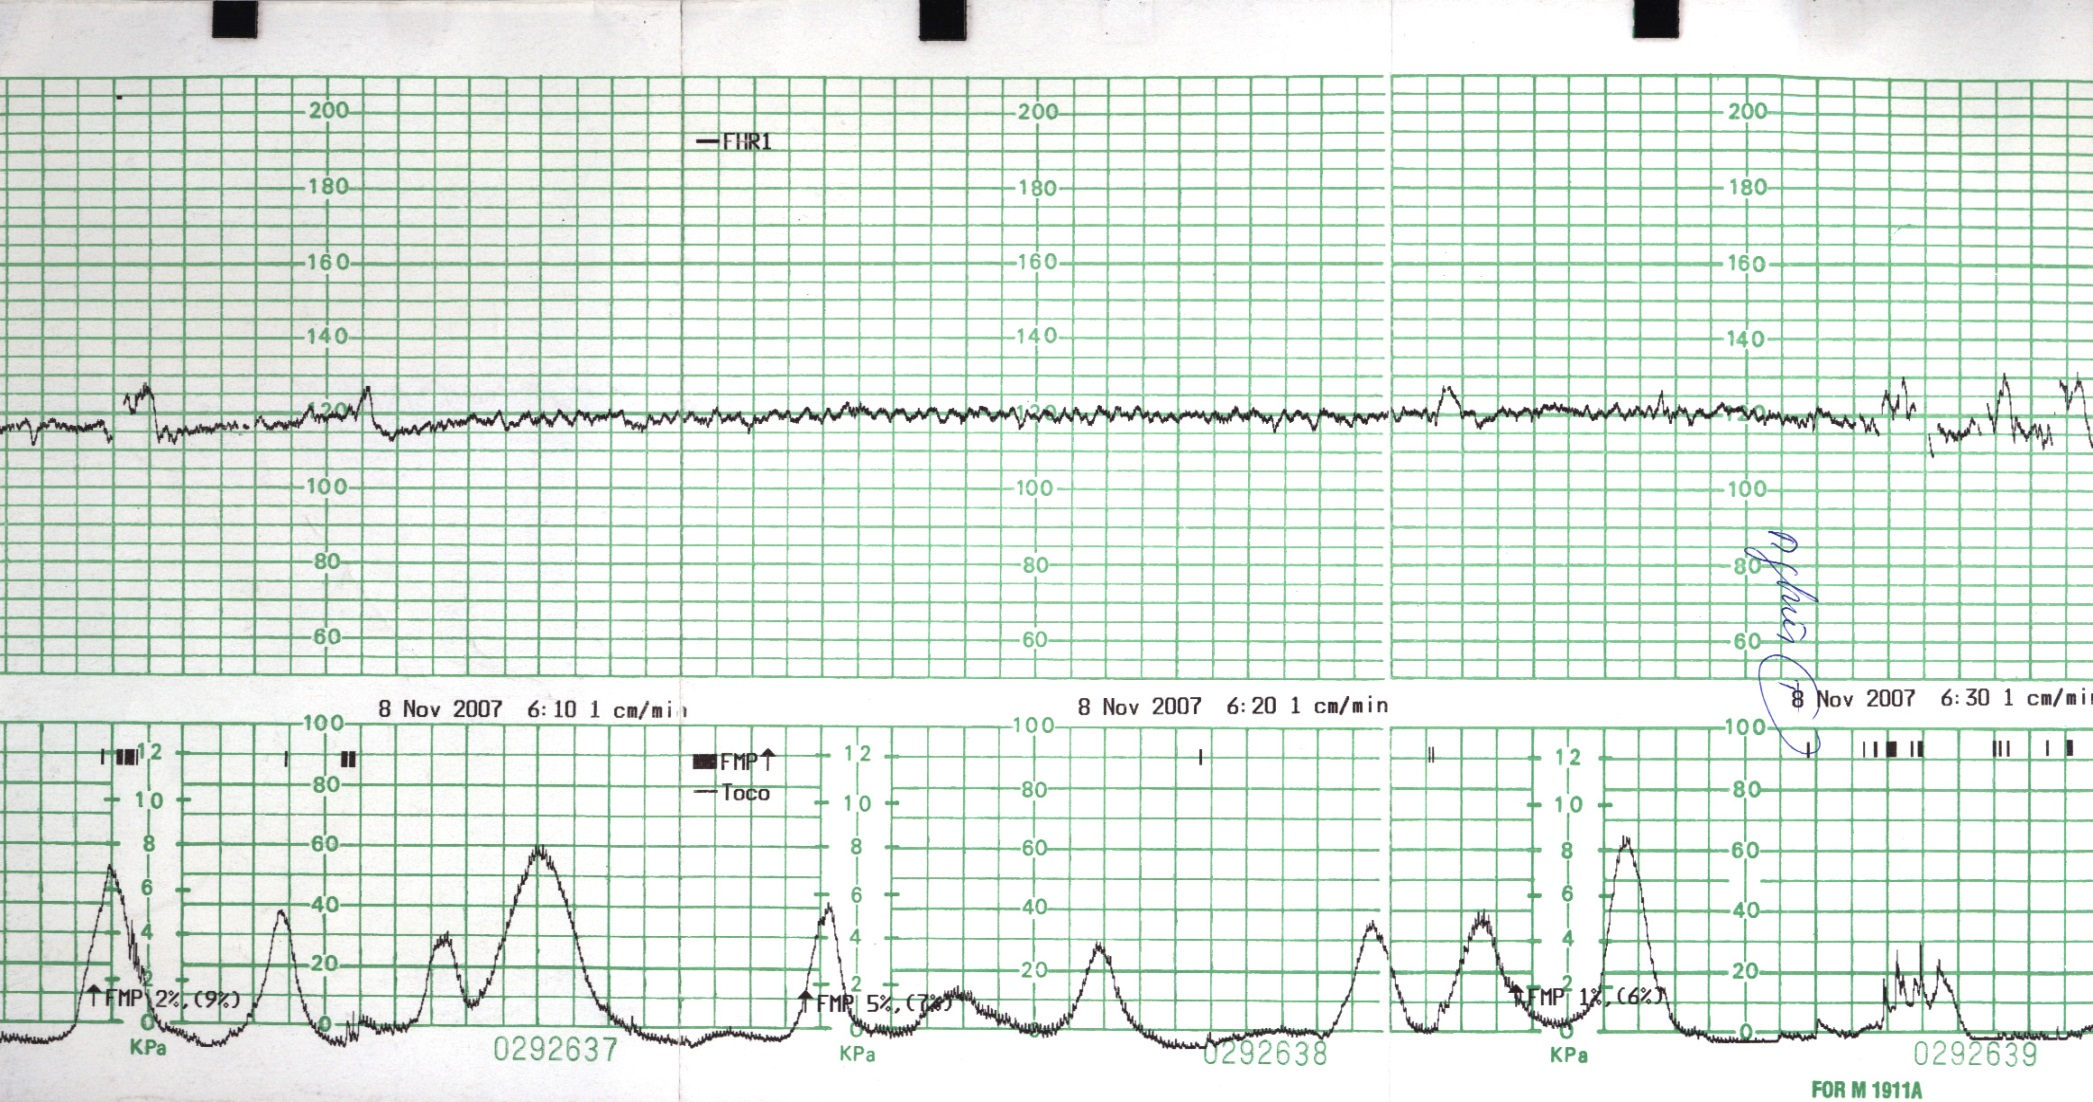 200 200 200
FHR1
180 180 180
160 160 160
140 140 140
120 120 120
100 100 100
80 80 80
60 60 60
8 Nov 2007 6:10 1 cm/min 8 Nov 2007 6:20 1 cm/min 8 Nov 2007 6:30 1 cm/min
100 100 100
12 FMP↑ 12 12
80 Toco 80 80
10 10 10
8 60 8 60 8 60
6 40 6 40 6 40
4 4 4
2 20 2 20 2 20
↑FMP 2%,(9%) ↑FMP 5%,(7%) ↑FMP 1%,(6%)
0 0 0 0 0 0
KPa 0292637 KPa 0292638 KPa 0292639
FOR M 1911A